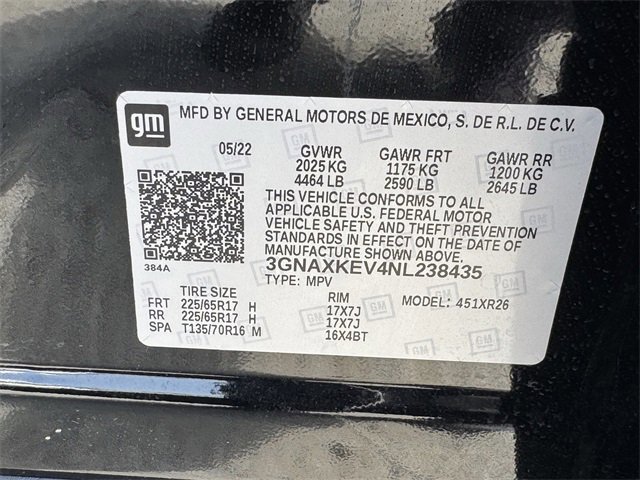 gm
MFD BY GENERAL MOTORS DE MEXICO, S. DE R.L. DE C.V.
05/22 GVWR GAWR FRT GAWR RR
2025 KG 1175 KG 1200 KG
4464 LB 2590 LB 2645 LB
THIS VEHICLE CONFORMS TO ALL
APPLICABLE U.S. FEDERAL MOTOR
VEHICLE SAFETY AND THEFT PREVENTION
STANDARDS IN EFFECT ON THE DATE OF
MANUFACTURE SHOWN ABOVE.
384A 3GNAXKEV4NL238435
TYPE: MPV
TIRE SIZE RIM MODEL: 451XR26
FRT 225/65R17 H 17X7J
RR 225/65R17 H 17X7J
SPA T135/70R16 M 16X4BT